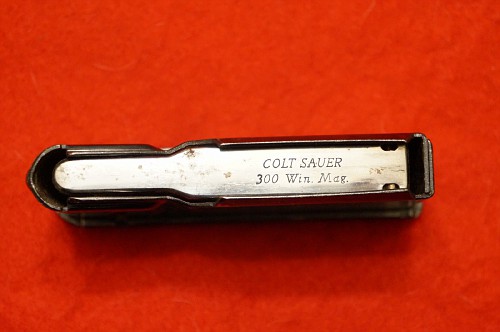 COLT SAUER
300 Win. Mag.